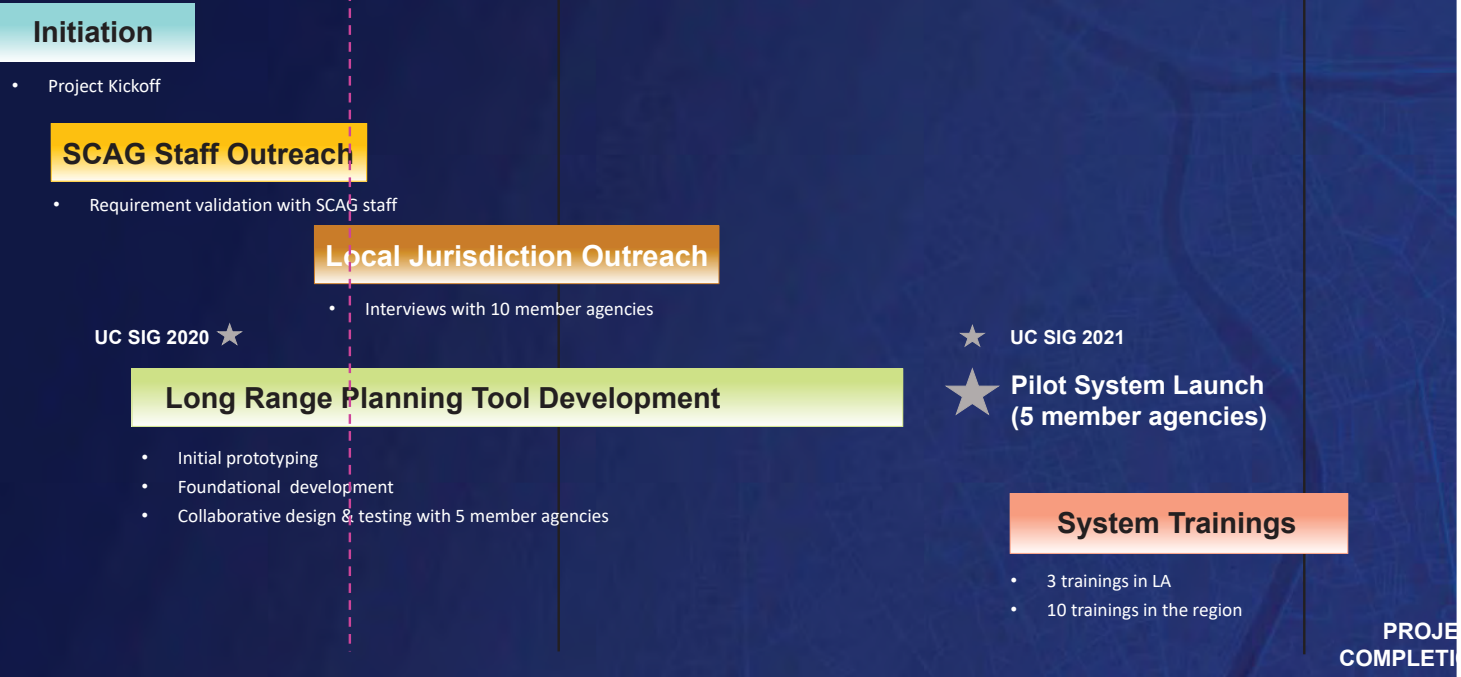 Initiation
• Project Kickoff
SCAG Staff Outreach
• Requirement validation with SCAG staff
Local Jurisdiction Outreach
• Interviews with 10 member agencies
UC SIG 2020
UC SIG 2021
Long Range Planning Tool Development
Pilot System Launch
(5 member agencies)
• Initial prototyping
• Foundational development
• Collaborative design & testing with 5 member agencies
System Trainings
• 3 trainings in LA
• 10 trainings in the region